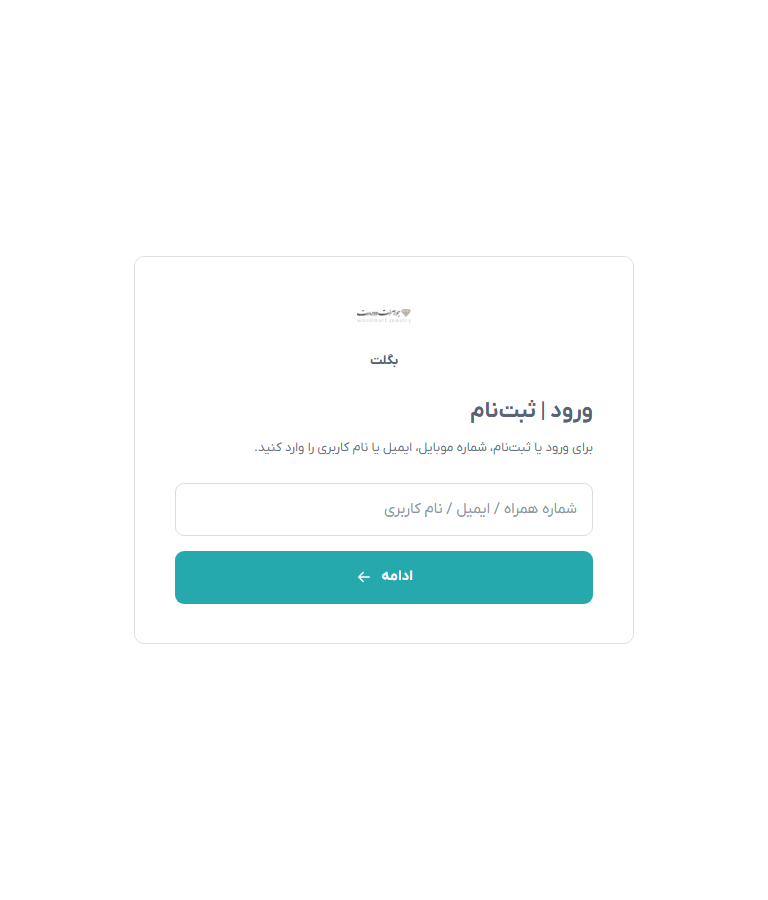 بگلت
ورود | ثبت‌نام
برای ورود یا ثبت‌نام، شماره موبایل، ایمیل یا نام کاربری را وارد کنید.
شماره همراه / ایمیل / نام کاربری
ادامه